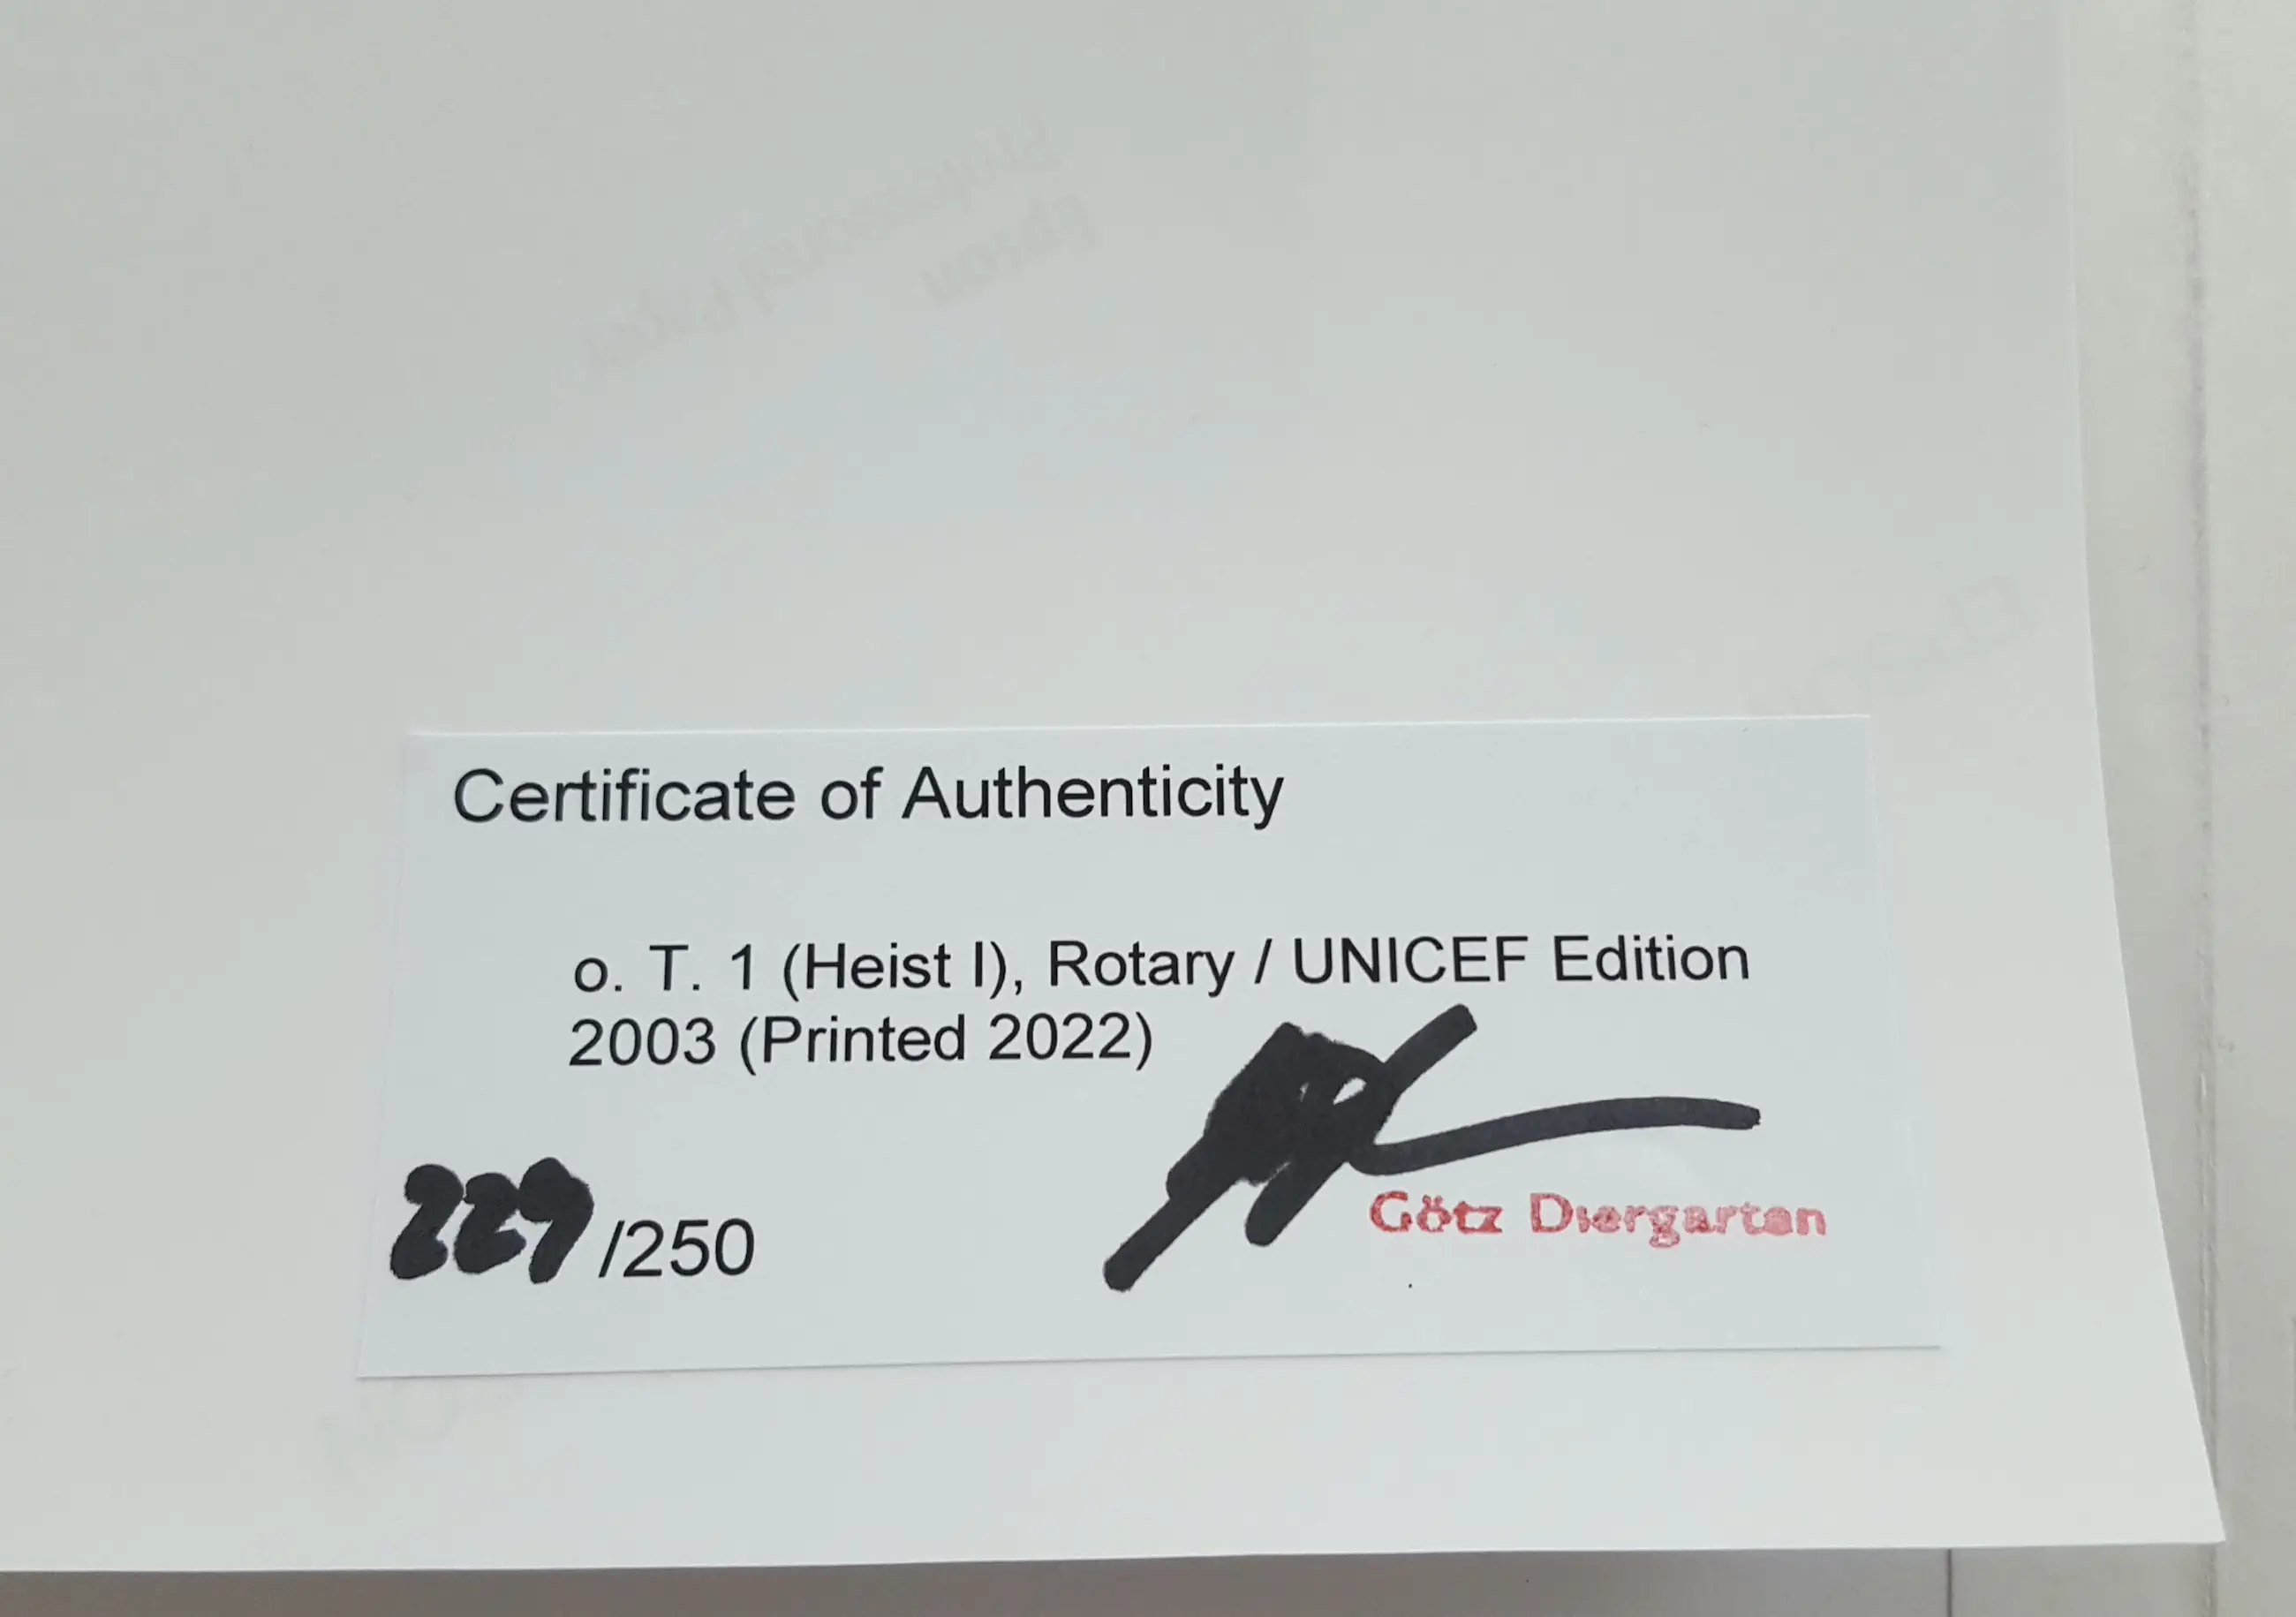 Certificate of Authenticity
o. T. 1 (Heist I), Rotary / UNICEF Edition
2003 (Printed 2022)
229/250
Götz Diergarten